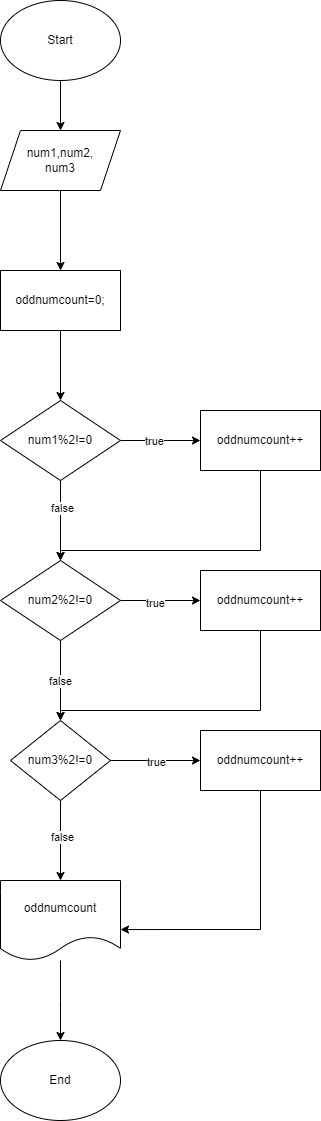 Start
num1,num2,
num3
oddnumcount=0;
num1%2!=0
true
oddnumcount++
false
num2%2!=0
true
oddnumcount++
false
num3%2!=0
true
oddnumcount++
false
oddnumcount
End